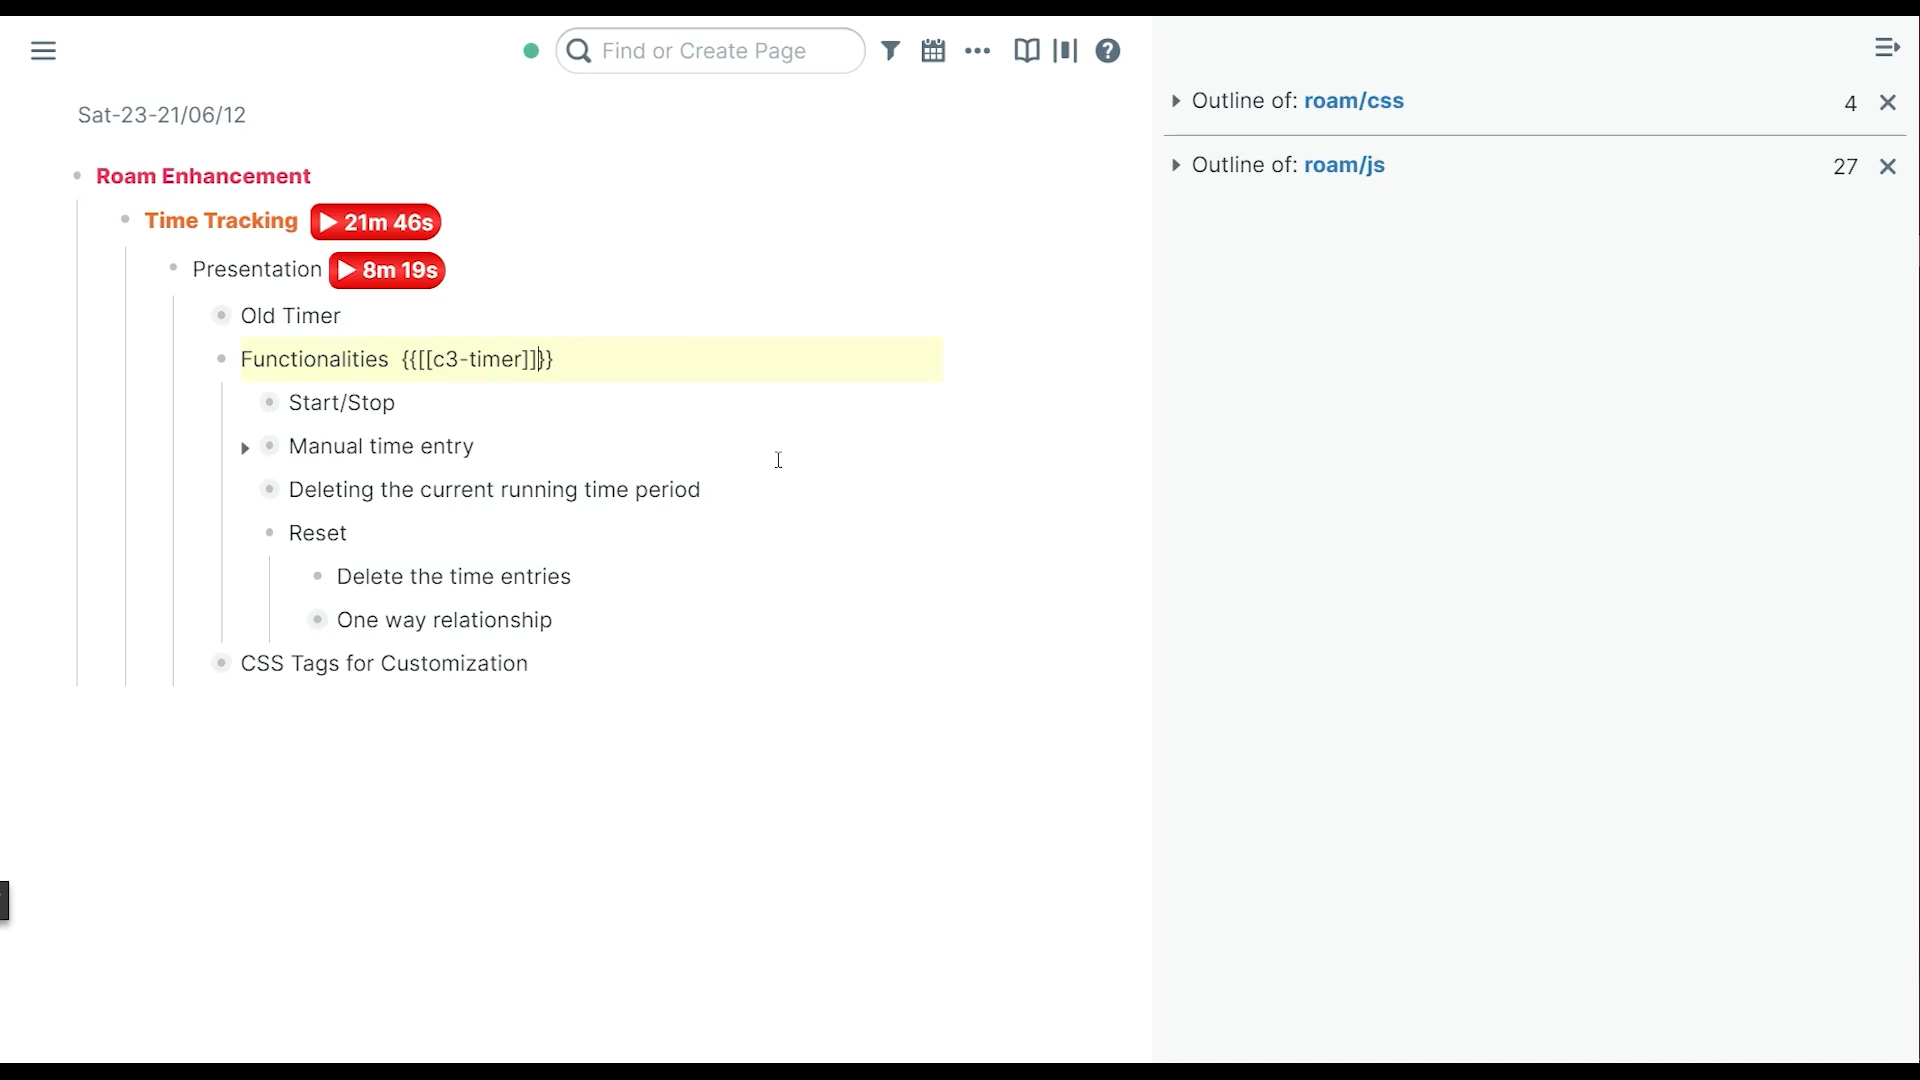 Find or Create Page
Sat-23-21/06/12
Roam Enhancement
Time Tracking 21m 46s
Presentation 8m 19s
Old Timer
Functionalities {{[[c3-timer]]}}
Start/Stop
Manual time entry
Deleting the current running time period
Reset
Delete the time entries
One way relationship
CSS Tags for Customization
Outline of: roam/css 4
Outline of: roam/js 27